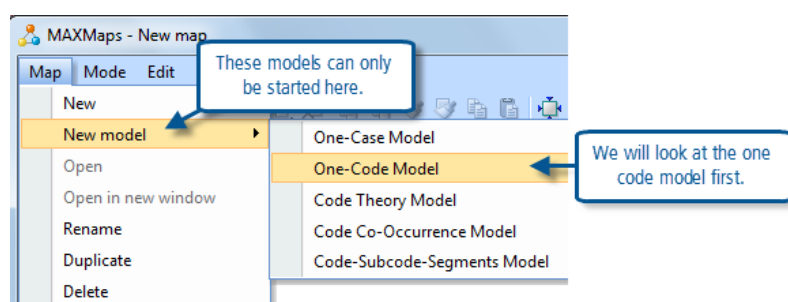 MAXMaps - New map
Map Mode Edit
These models can only
be started here.
New
New model
One-Case Model
Open
One-Code Model
We will look at the one
code model first.
Open in new window
Code Theory Model
Rename
Code Co-Occurrence Model
Duplicate
Code-Subcode-Segments Model
Delete